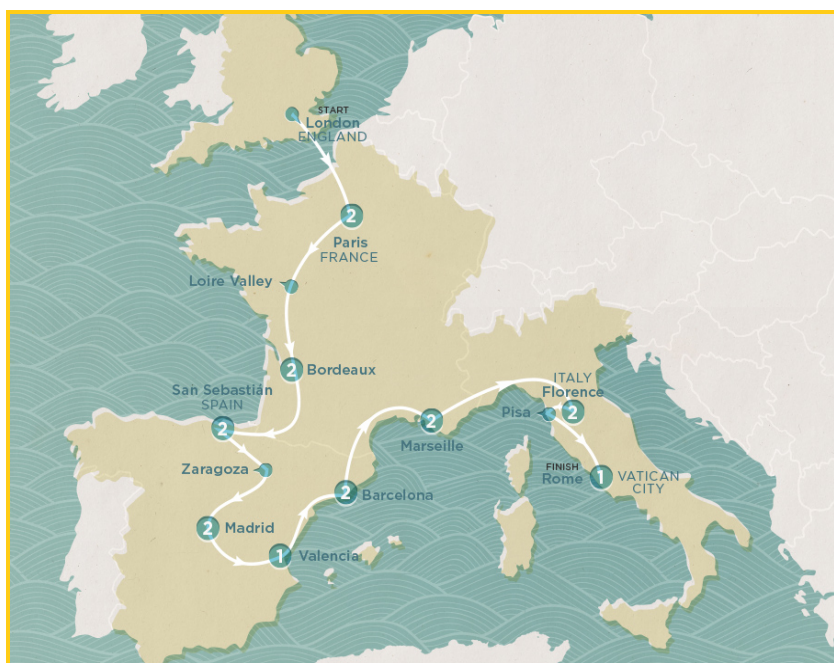 START
London
ENGLAND
2
Paris
FRANCE
Loire Valley
2
Bordeaux
San Sebastián
SPAIN
2
ITALY
Florence
2
Pisa
2
Marseille
Zaragoza
FINISH
Rome
1
VATICAN
CITY
2
Barcelona
2
Madrid
1
Valencia